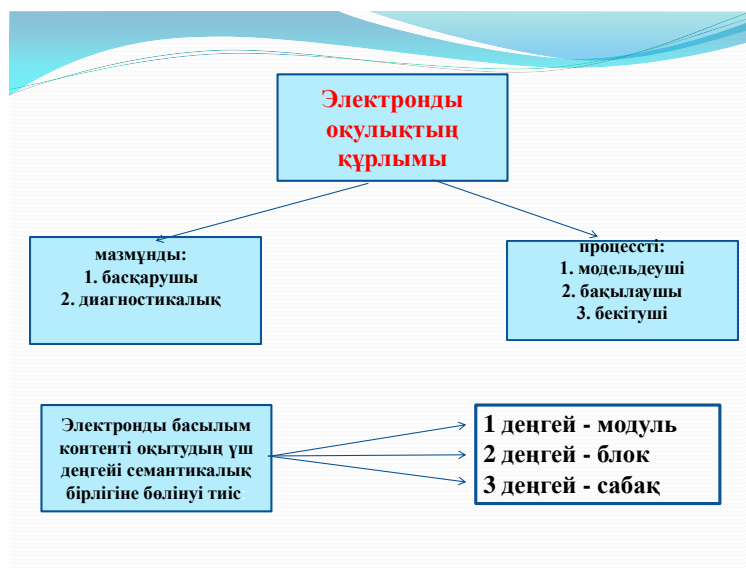 Электронды
оқулықтың
құрлымы
мазмұнды:
1. басқарушы
2. диагностикалық
процессті:
1. модельдеуші
2. бақылаушы
3. бекітуші
Электронды басылым
контенті оқытудың үш
деңгейі семантикалық
бірлігіне бөлінуі тиіс
1 деңгей - модуль
2 деңгей - блок
3 деңгей - сабақ